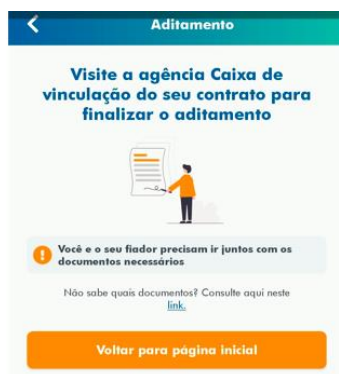 Aditamento
Visite a agência Caixa de
vinculação do seu contrato para
finalizar o aditamento
Você e o seu fiador precisam ir juntos com os
documentos necessários
Não sabe quais documentos? Consulte aqui neste
link.
Voltar para página inicial